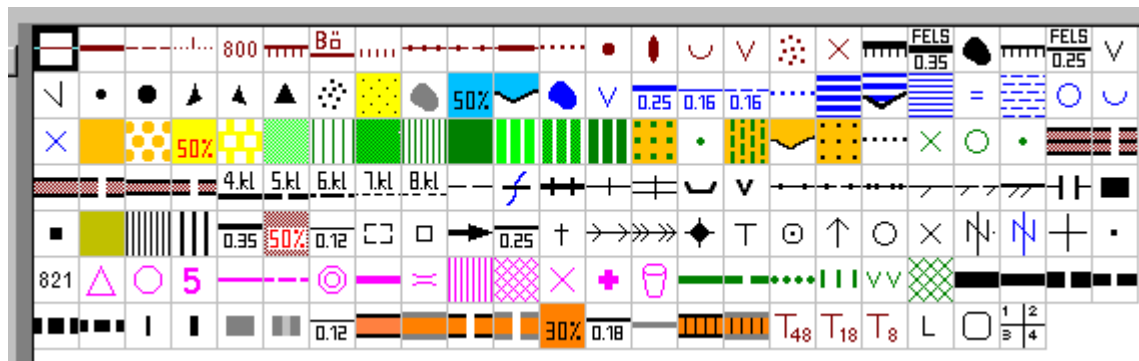 800 Bö FELS 0.35 FELS 0.25
50% 0.25 0.16 0.16
50%
4.kl 5.kl 6.kl 7.kl 8.kl
0.35 50% 0.12 0.25
821 5
0.12 30% 0.18 T48 T18 T8 L 1 2 3 4